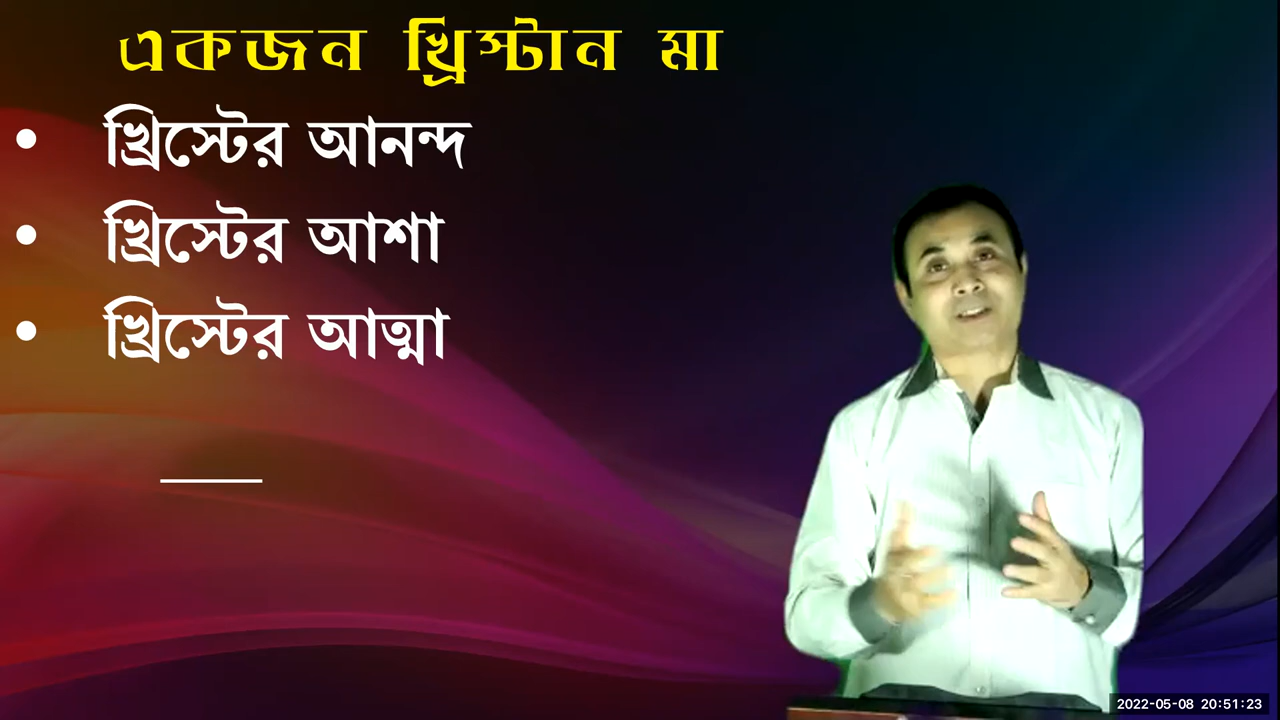 একজন খ্রিস্টান মা
• খ্রিস্টের আনন্দ
• খ্রিস্টের আশা
• খ্রিস্টের আত্মা
2022-05-08 20:51:23